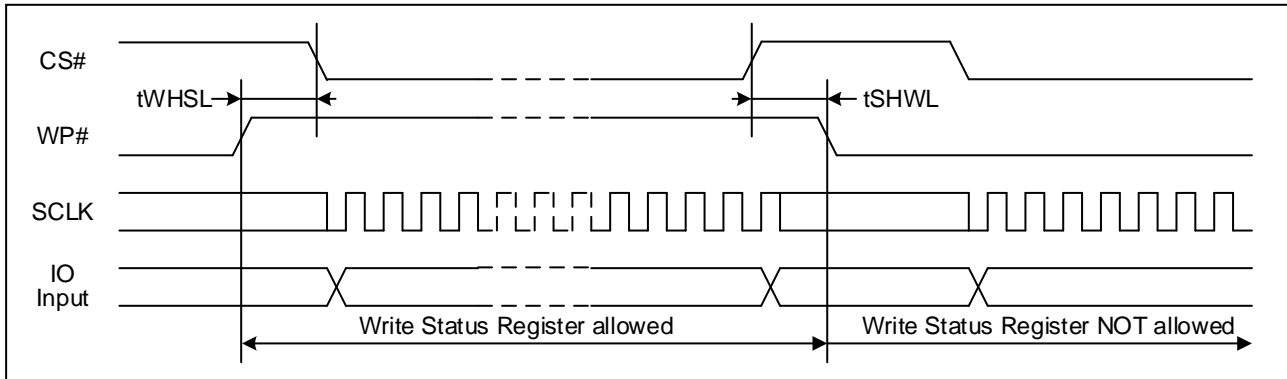 CS#
tWHSL
tSHWL
WP#
SCLK
IO
Input
Write Status Register allowed
Write Status Register NOT allowed